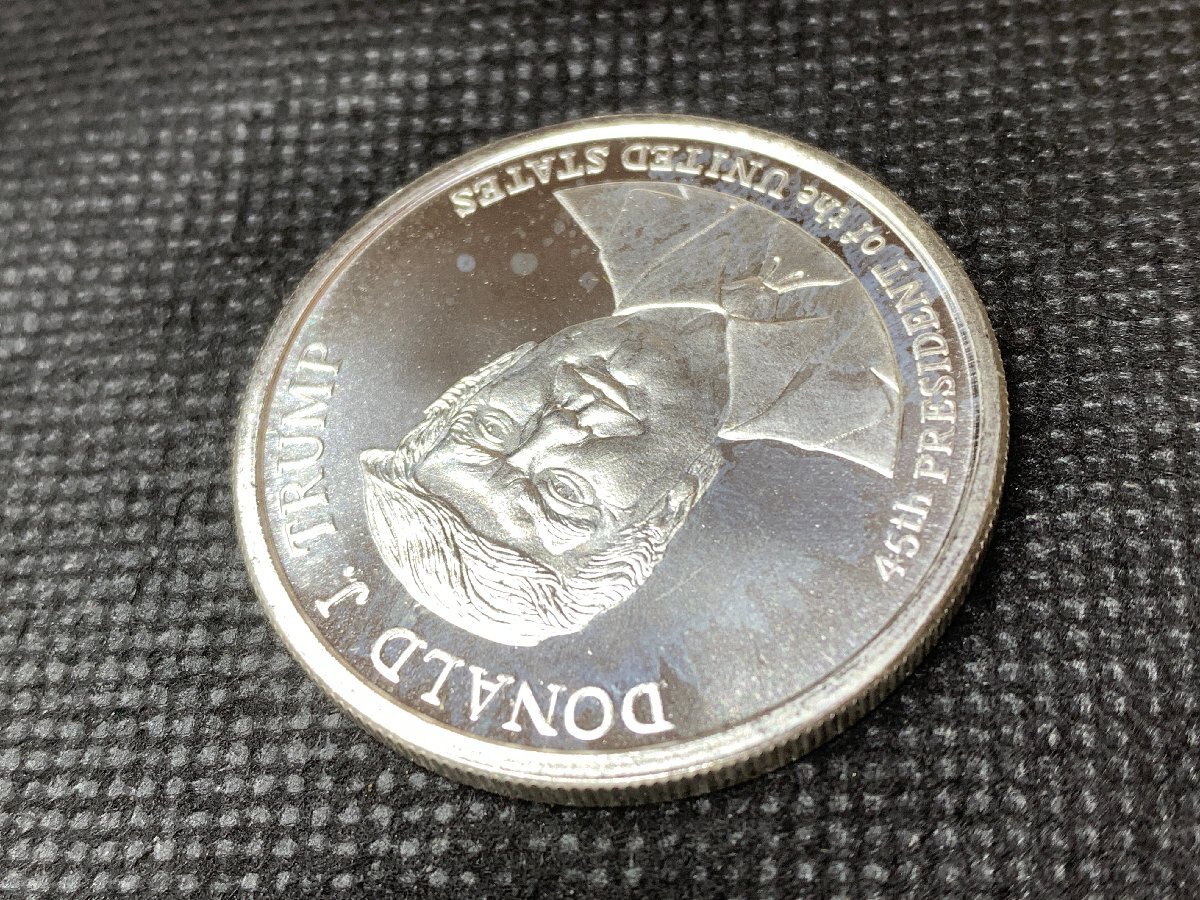 DONALD J. TRUMP
45th PRESIDENT of the UNITED STATES